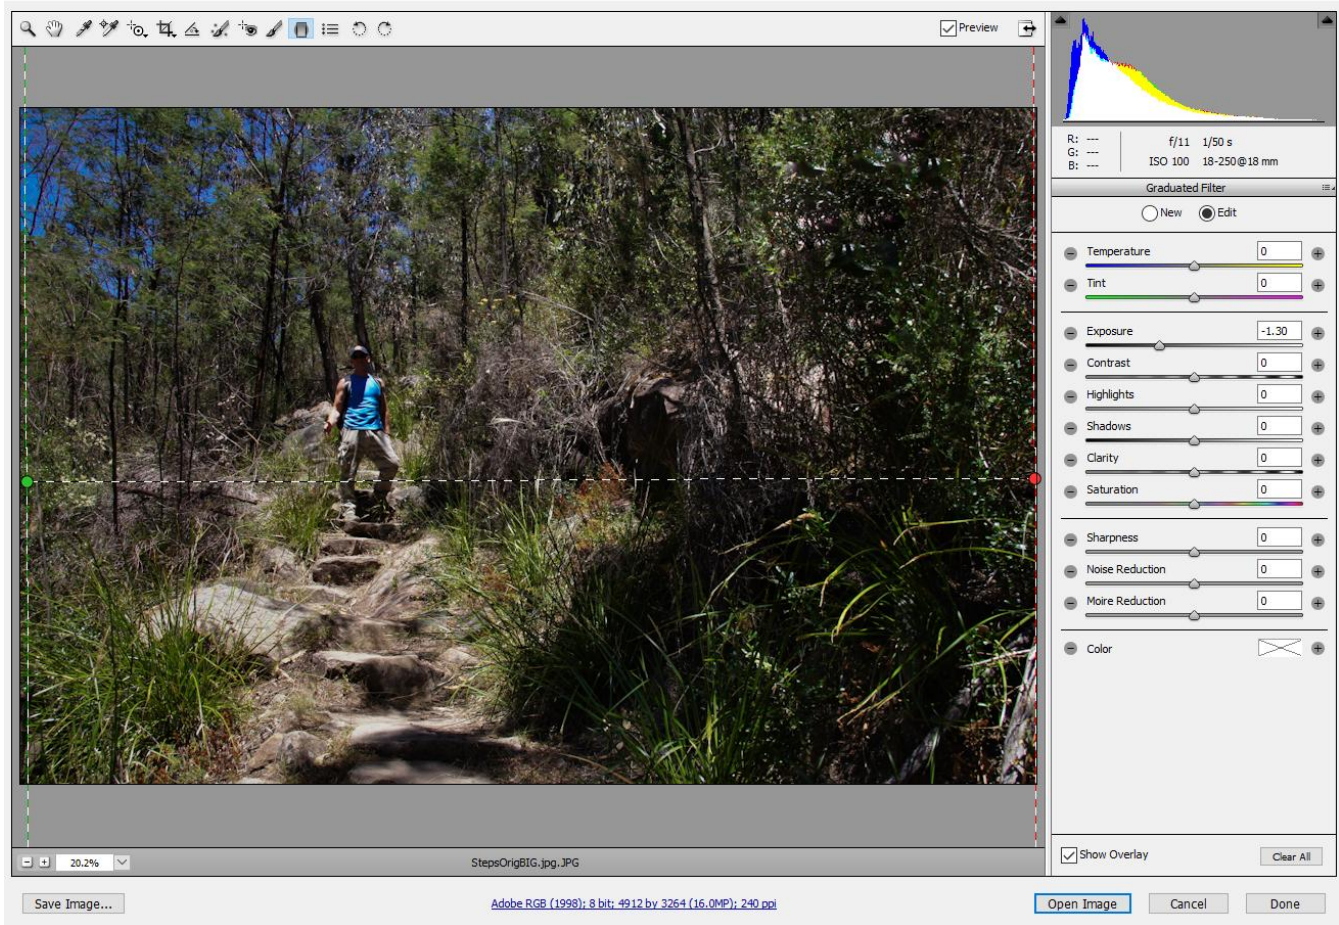 Preview
R: ---
G: ---
B: ---
f/11 1/50 s
ISO 100 18-250@18 mm
Graduated Filter
New Edit
Temperature 0
Tint 0
Exposure -1.30
Contrast 0
Highlights 0
Shadows 0
Clarity 0
Saturation 0
Sharpness 0
Noise Reduction 0
Moire Reduction 0
Color
20.2% StepsOrigBIG.jpg.JPG
Show Overlay Clear All
Save Image... Adobe RGB (1998); 8 bit; 4912 by 3264 (16.0MP); 240 ppi Open Image Cancel Done